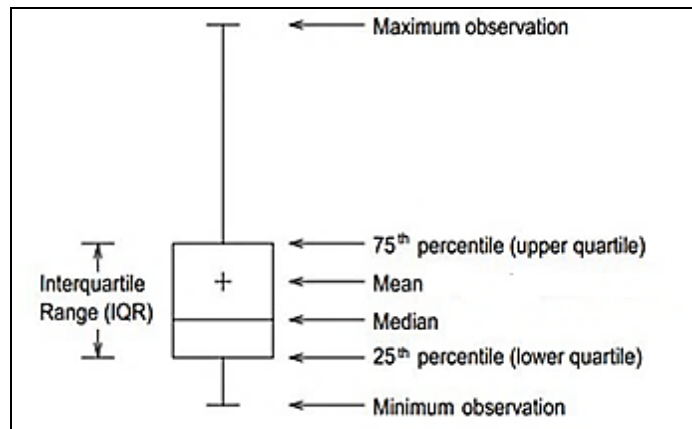 Maximum observation
75th percentile (upper quartile)
Interquartile
Range (IQR)
Mean
Median
25th percentile (lower quartile)
Minimum observation